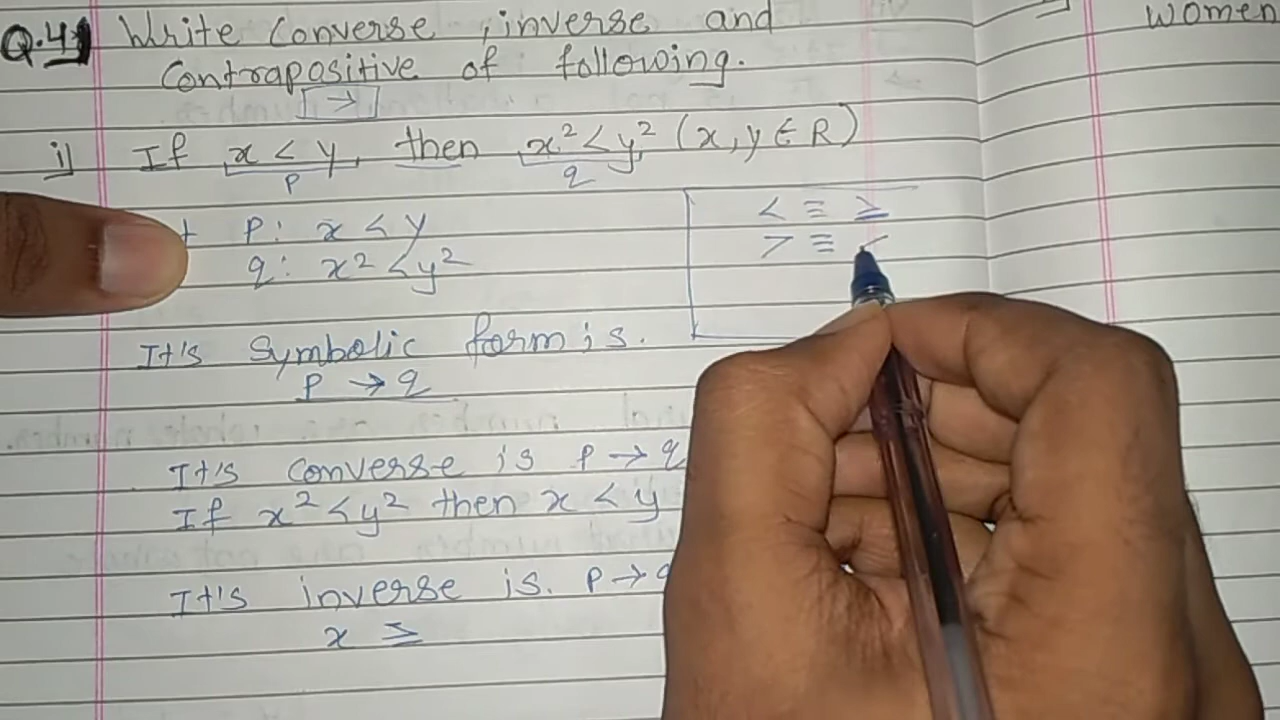 Q.4) Write Converse, inverse and
Women
Contrapositive of following.
→
i) If x < y, then x² < y² (x, y ∈ R)
p q
p: x < y
q: x² < y²
< ≡ ≥
> ≡
It's Symbolic form is.
p → q
It's Converse is p → q
If x² < y² then x < y
It's inverse is. p → q
x ≥